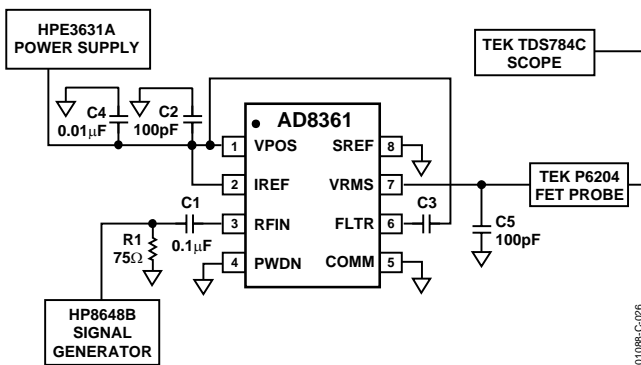 HPE3631A
POWER SUPPLY
TEK TDS784C
SCOPE
C4
0.01μF
C2
100pF
AD8361
1 VPOS SREF 8
2 IREF VRMS 7
3 RFIN FLTR 6
4 PWDN COMM 5
TEK P6204
FET PROBE
C1
0.1μF
C3
R1
75Ω
C5
100pF
HP8648B
SIGNAL
GENERATOR
01088-C-026